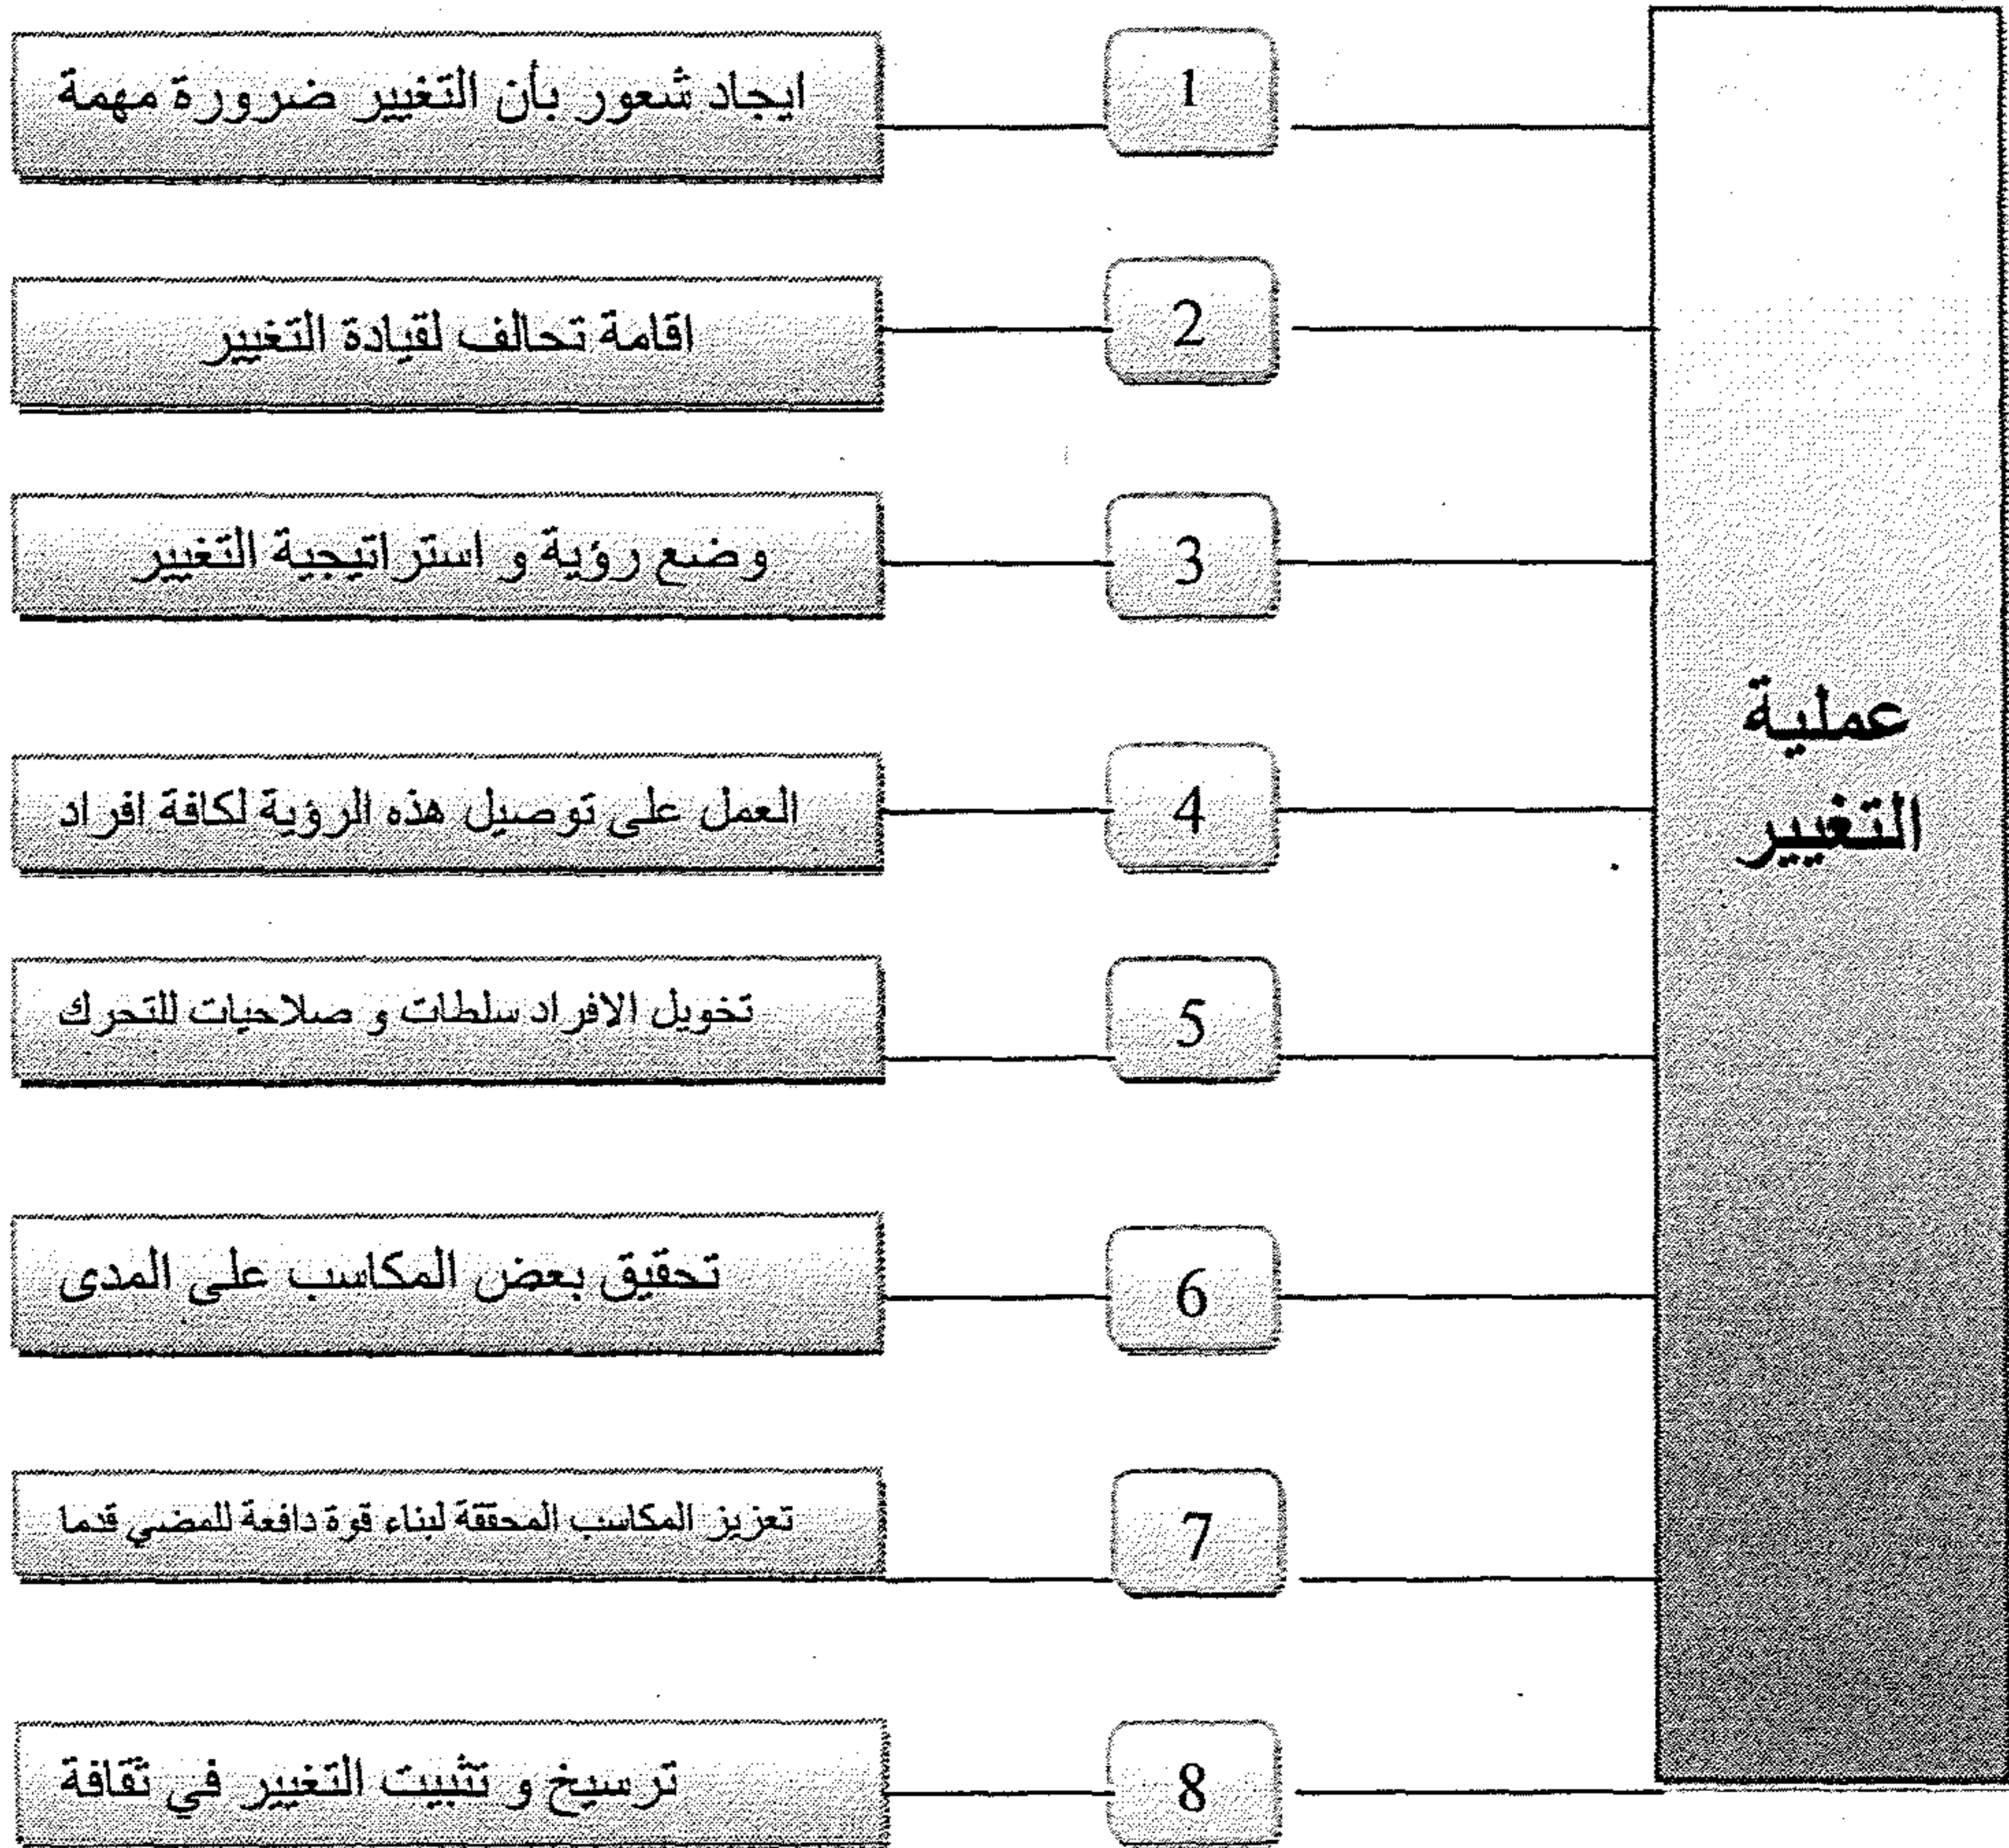 عملية
التغيير
1
ايجاد شعور بأن التغيير ضرورة مهمة
2
اقامة تحالف لقيادة التغيير
3
وضع رؤية و استراتيجية التغيير
4
العمل على توصيل هذه الرؤية لكافة افراد
5
تخويل الافراد سلطات و صلاحيات للتحرك
6
تحقيق بعض المكاسب على المدى
7
تعزيز المكاسب المحققة لبناء قوة دافعة للمضي قدما
8
ترسيخ و تثبيت التغيير في ثقافة